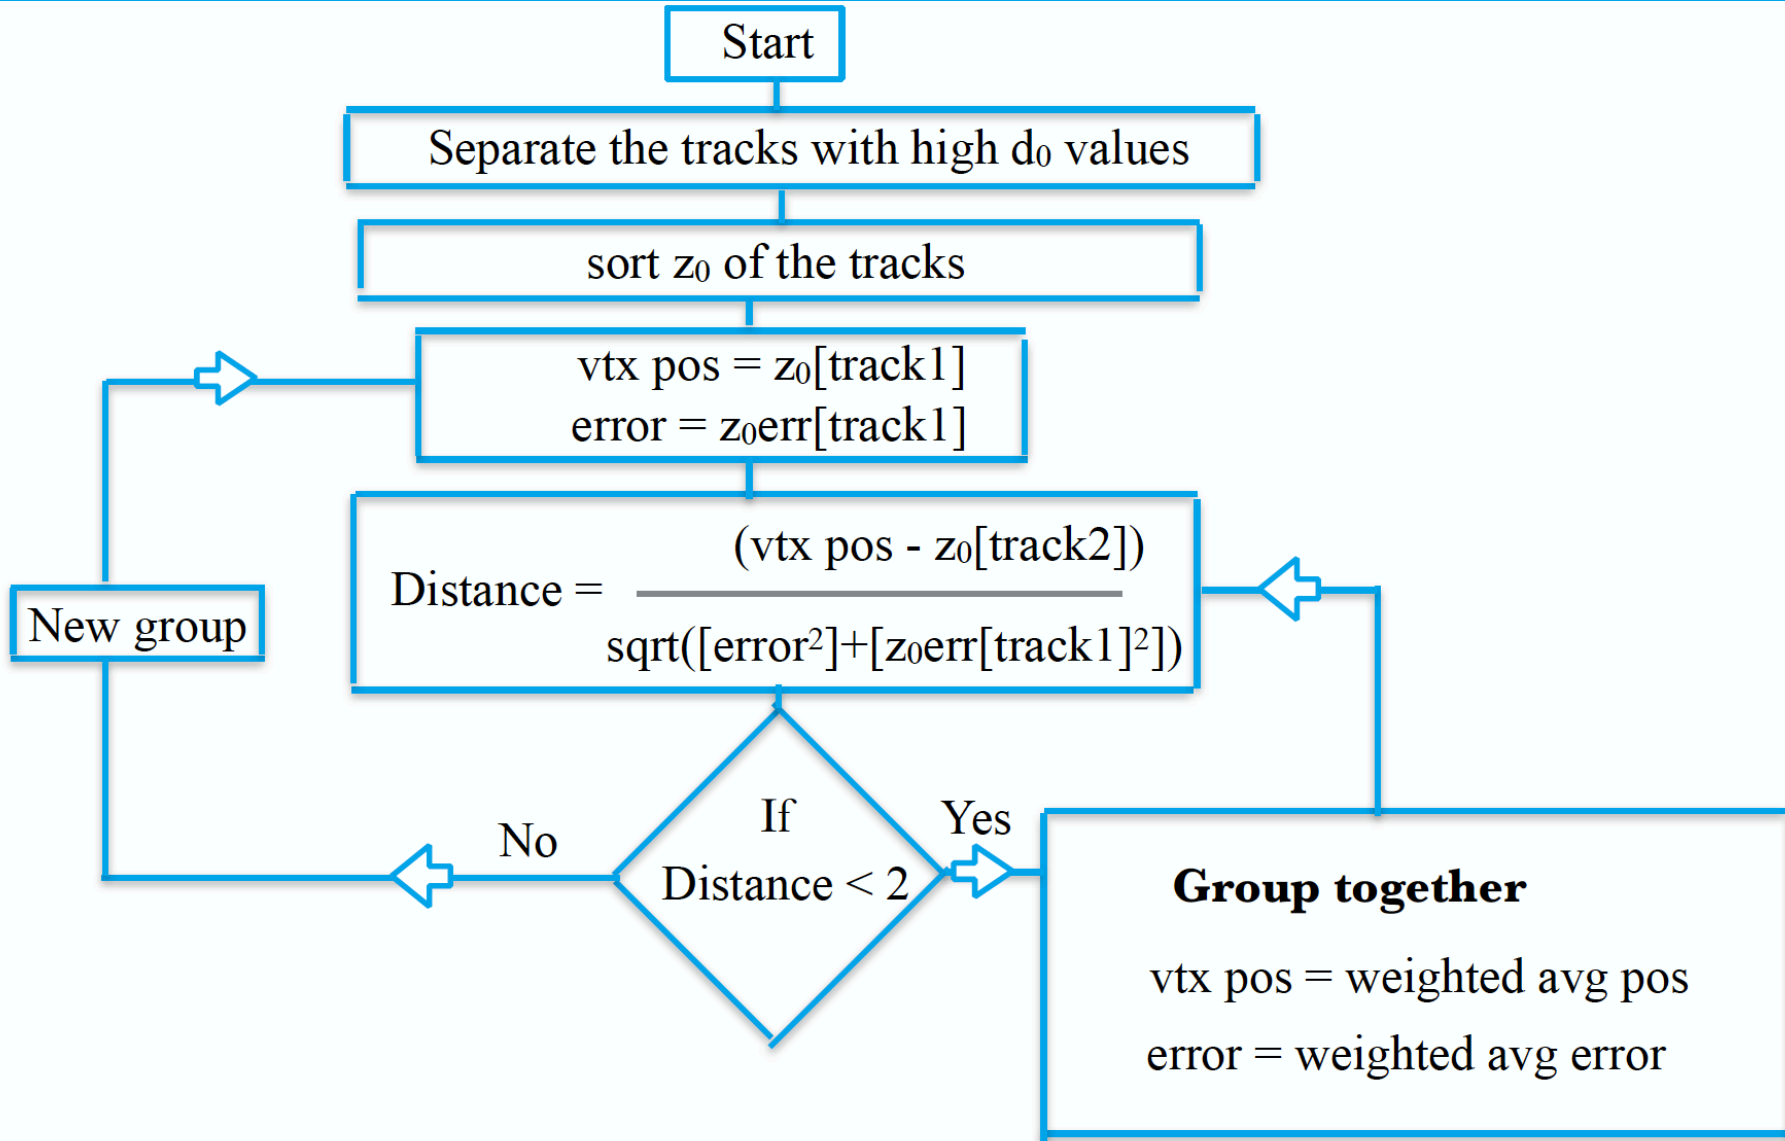 Start
Separate the tracks with high d₀ values
sort z₀ of the tracks
vtx pos = z₀[track1]
error = z₀err[track1]
(vtx pos - z₀[track2])
Distance =
sqrt([error²]+[z₀err[track1]²])
New group
If
Distance < 2
No
Yes
Group together
vtx pos = weighted avg pos
error = weighted avg error